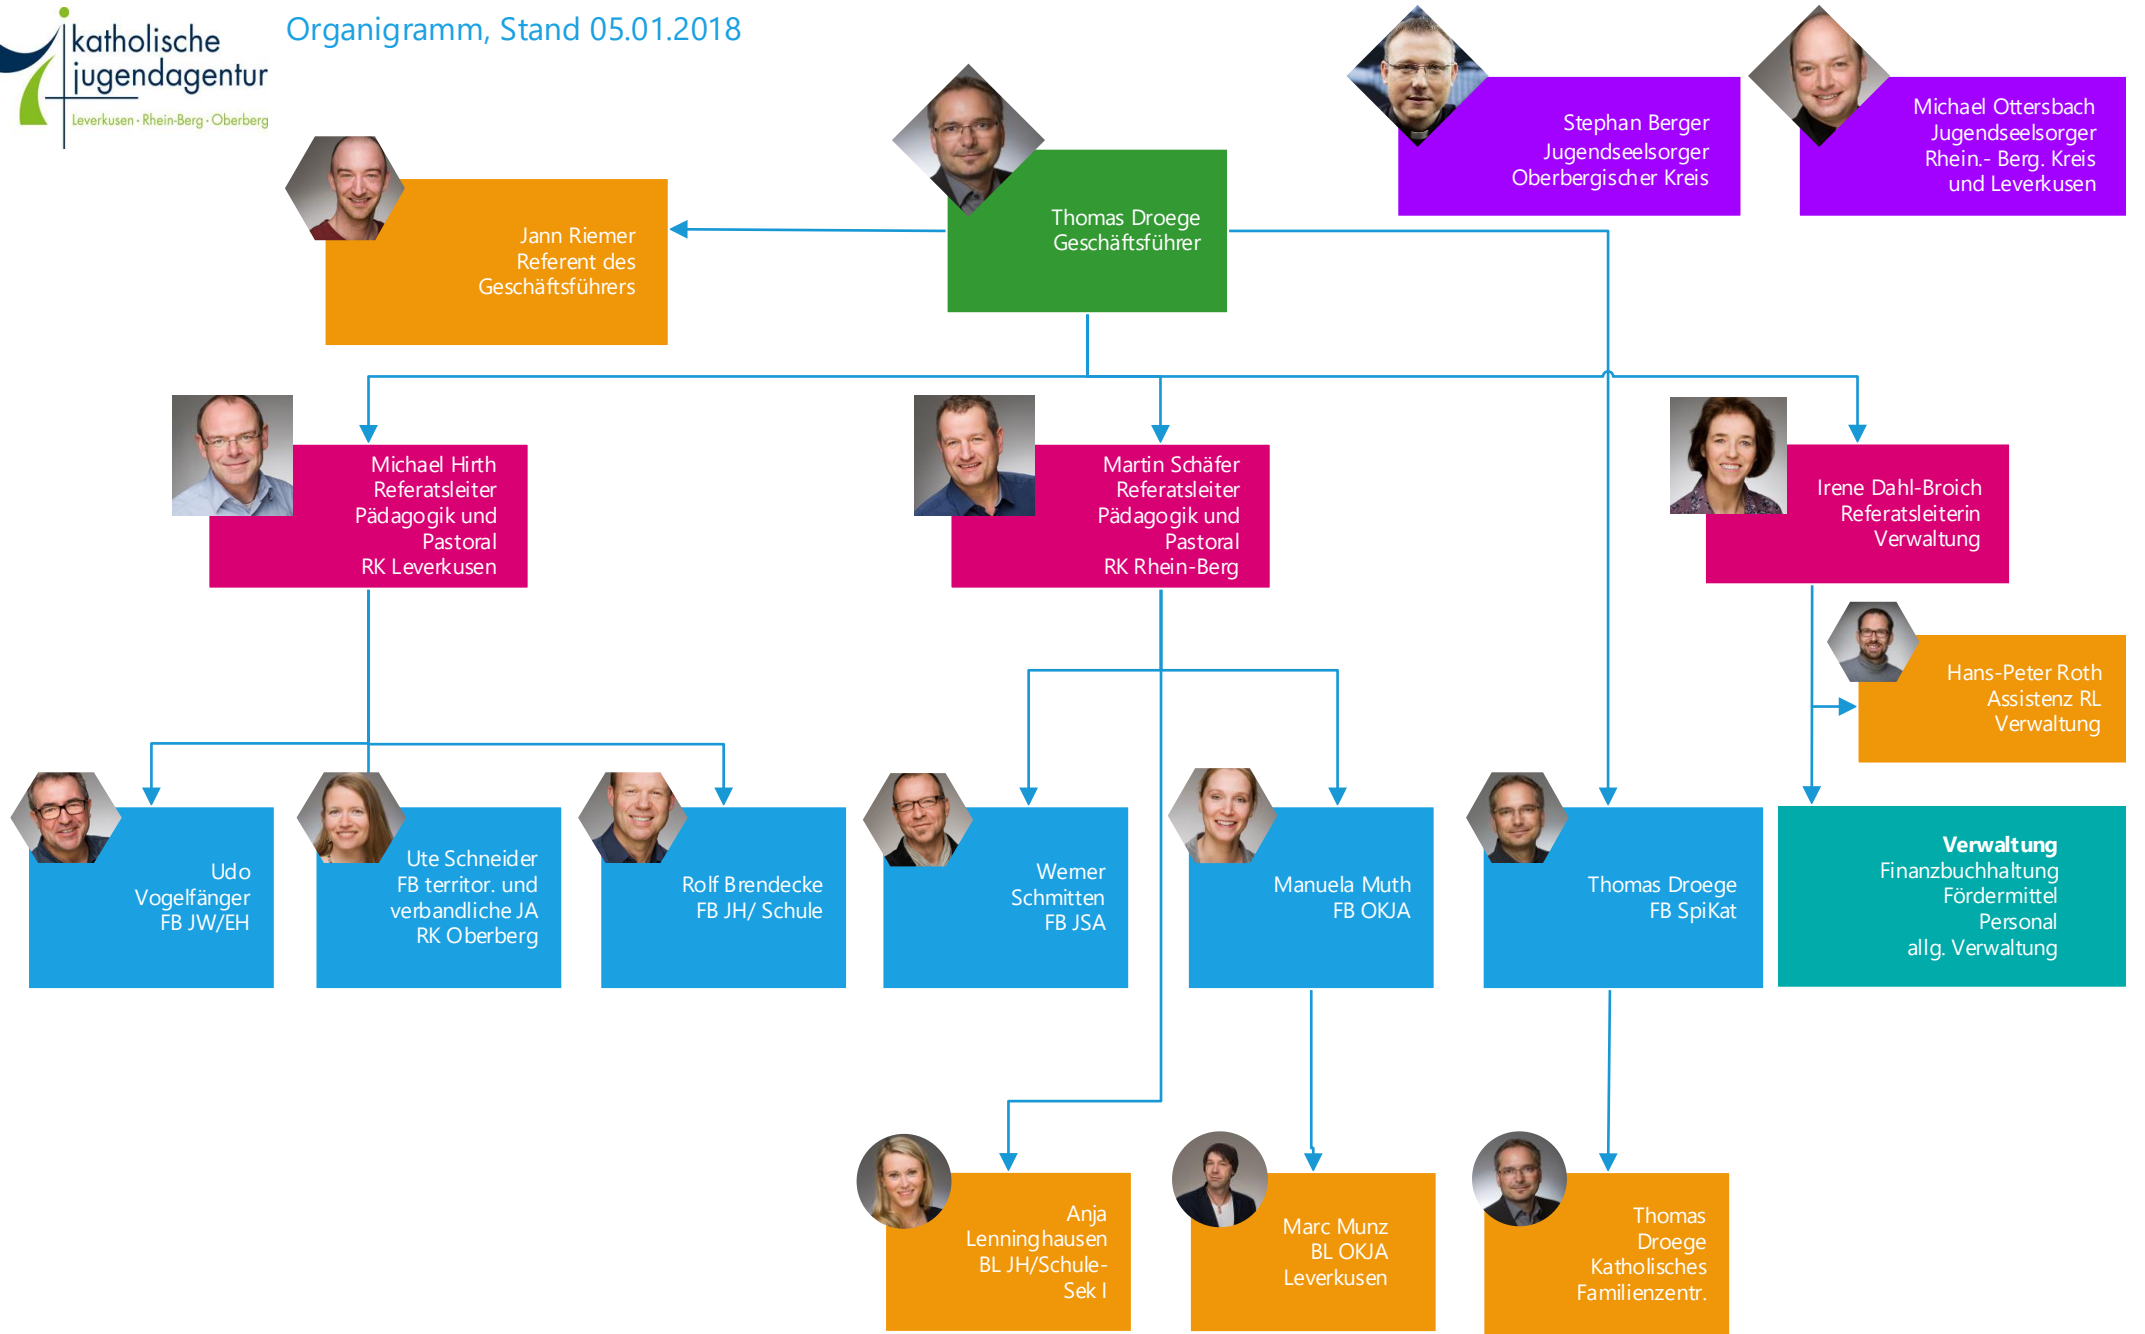 katholische
jugendagentur
Leverkusen · Rhein-Berg · Oberberg
Organigramm, Stand 05.01.2018
Stephan Berger
Jugendseelsorger
Oberbergischer Kreis
Michael Ottersbach
Jugendseelsorger
Rhein.- Berg. Kreis
und Leverkusen
Thomas Droege
Geschäftsführer
Jann Riemer
Referent des
Geschäftsführers
Michael Hirth
Referatsleiter
Pädagogik und
Pastoral
RK Leverkusen
Martin Schäfer
Referatsleiter
Pädagogik und
Pastoral
RK Rhein-Berg
Irene Dahl-Broich
Referatsleiterin
Verwaltung
Hans-Peter Roth
Assistenz RL
Verwaltung
Udo
Vogelfänger
FB JW/EH
Ute Schneider
FB territor. und
verbandliche JA
RK Oberberg
Rolf Brendecke
FB JH/ Schule
Werner
Schmitten
FB JSA
Manuela Muth
FB OKJA
Thomas Droege
FB SpiKat
Verwaltung
Finanzbuchhaltung
Fördermittel
Personal
allg. Verwaltung
Anja
Lenninghausen
BL JH/Schule-
Sek I
Marc Munz
BL OKJA
Leverkusen
Thomas
Droege
Katholisches
Familienzentr.